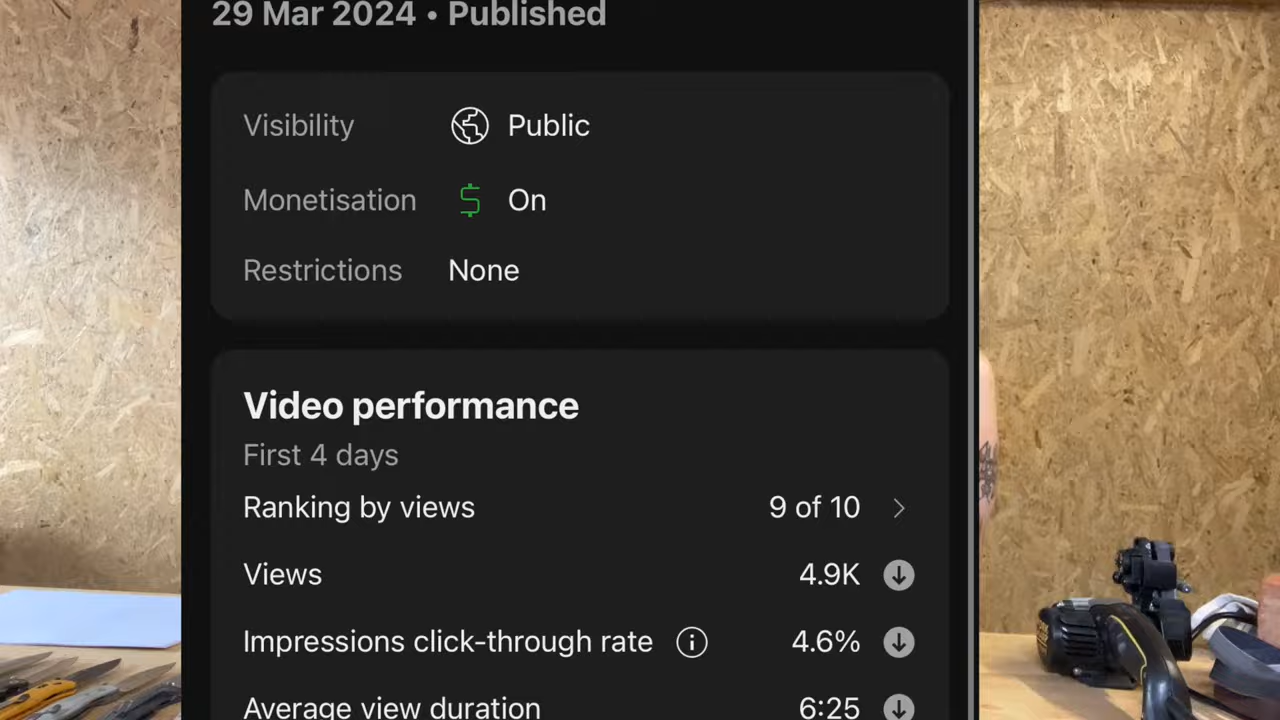 29 Mar 2024 • Published
Visibility Public
Monetisation $ On
Restrictions None
Video performance
First 4 days
Ranking by views 9 of 10
Views 4.9K
Impressions click-through rate 4.6%
Average view duration 6:25